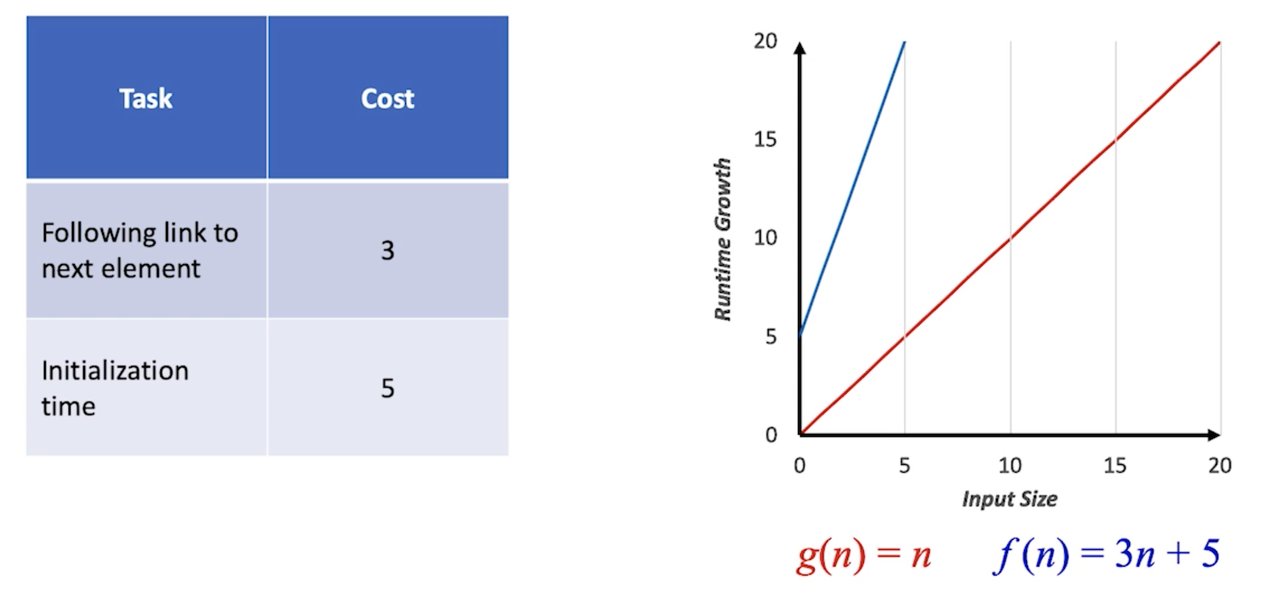 Task
Cost
Following link to
next element
3
Initialization
time
5
20
15
10
5
0
Runtime Growth
0
5
10
15
20
Input Size
g(n) = n
f(n) = 3n + 5